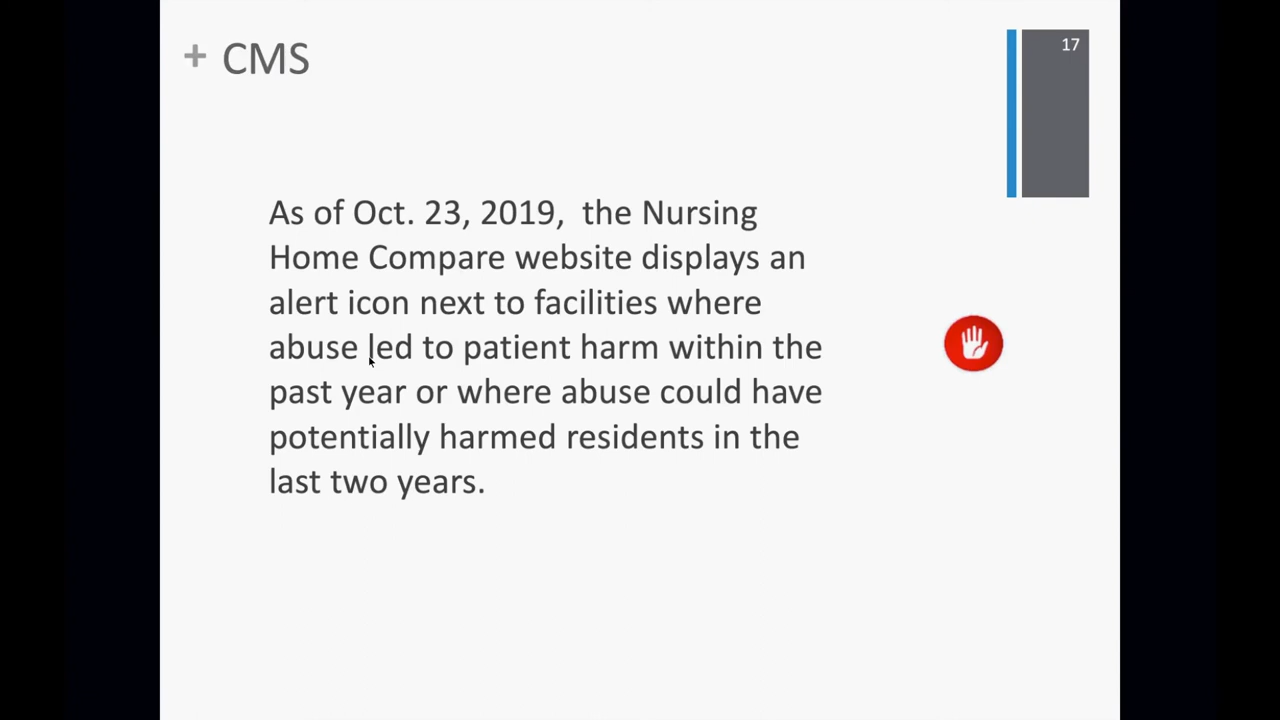 + CMS
17
As of Oct. 23, 2019,  the Nursing
Home Compare website displays an
alert icon next to facilities where
abuse led to patient harm within the
past year or where abuse could have
potentially harmed residents in the
last two years.